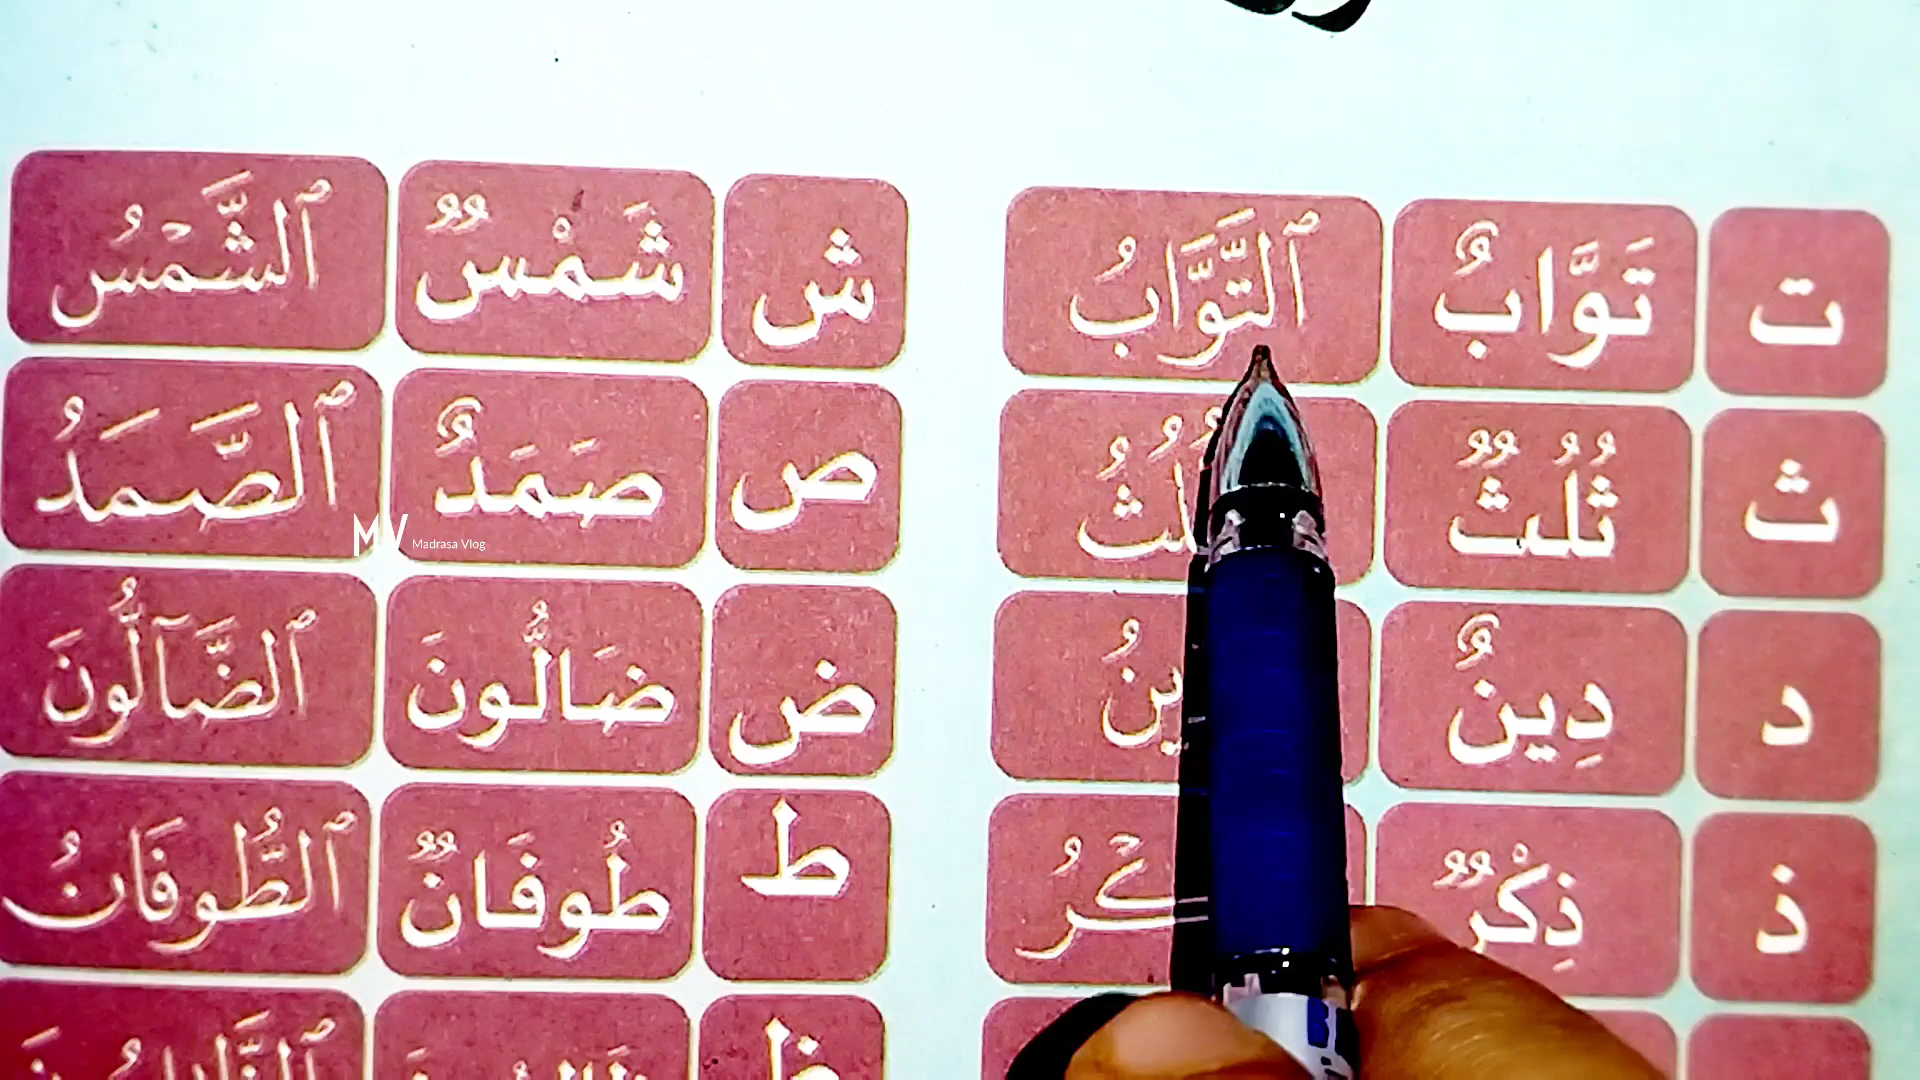 ت تَوَّابٌ ٱلتَّوَّابُ
ث ثُلُثٌ
د دِينٌ
ذ ذِكْرٌ
ش شَمْسٌ ٱلشَّمْسُ
ص صَمَدٌ ٱلصَّمَدُ
ض ضَالُّونَ ٱلضَّآلُّونَ
ط طُوفَانٌ ٱلطُّوفَانُ
ظ
MV Madrasa Vlog